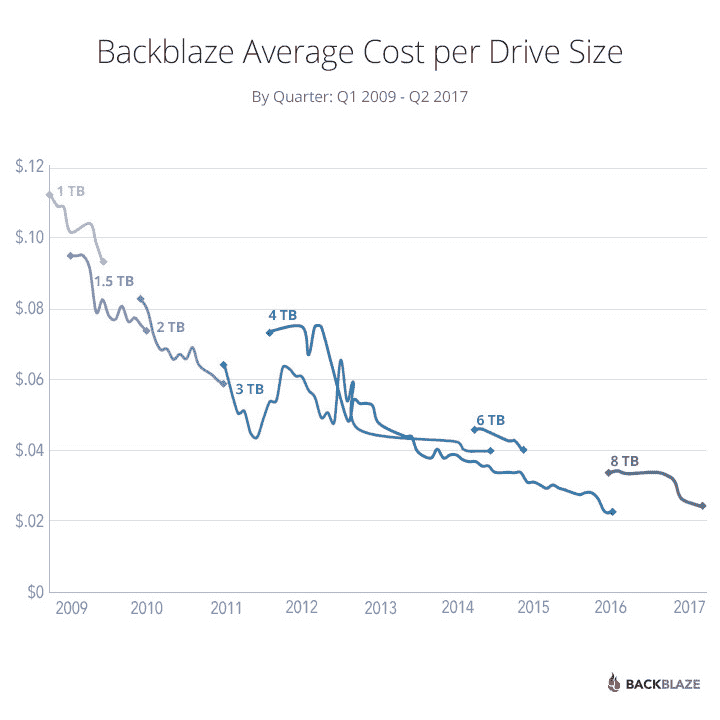 Backblaze Average Cost per Drive Size
By Quarter: Q1 2009 - Q2 2017
$.12
1 TB
$.10
1.5 TB
$.08
2 TB
4 TB
$.06
3 TB
6 TB
$.04
8 TB
$.02
$0
2009 2010 2011 2012 2013 2014 2015 2016 2017
BACKBLAZE